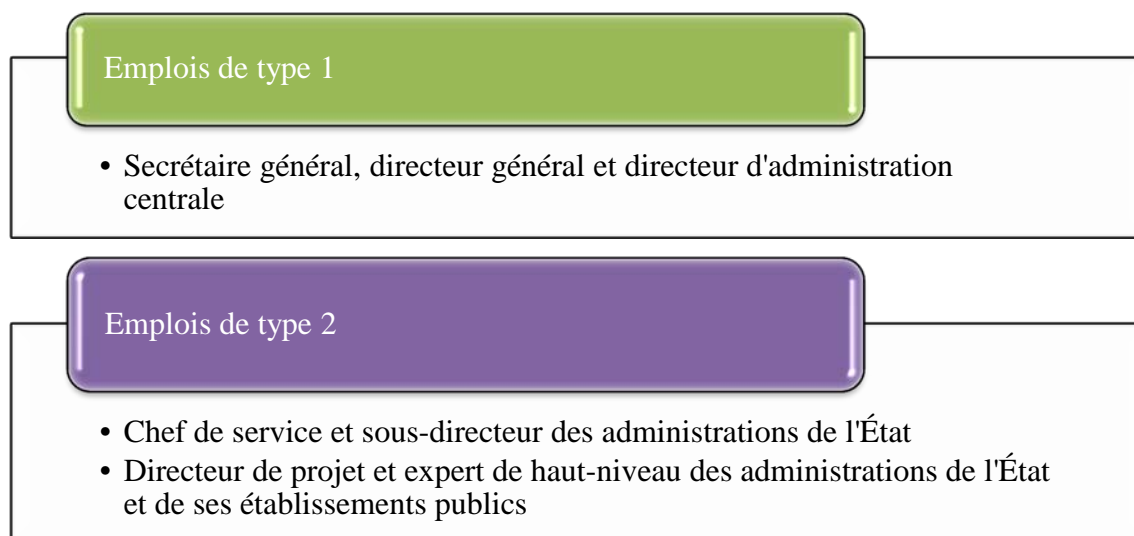 Emplois de type 1
• Secrétaire général, directeur général et directeur d'administration
centrale
Emplois de type 2
• Chef de service et sous-directeur des administrations de l'État
• Directeur de projet et expert de haut-niveau des administrations de l'État
et de ses établissements publics